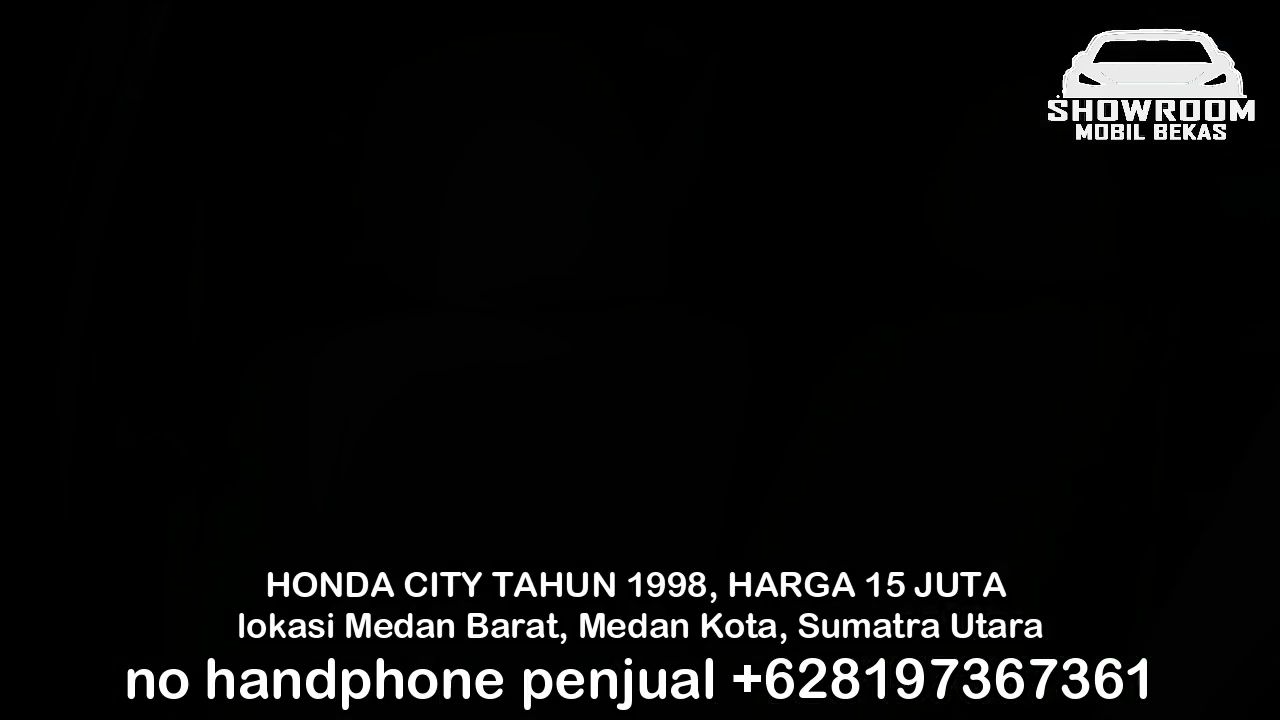 SHOWROOM
MOBIL BEKAS
HONDA CITY TAHUN 1998, HARGA 15 JUTA
lokasi Medan Barat, Medan Kota, Sumatra Utara
no handphone penjual +628197367361